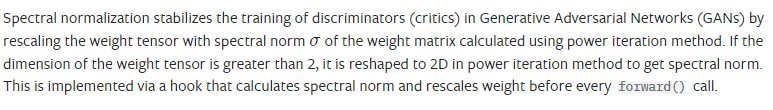 Spectral normalization stabilizes the training of discriminators (critics) in Generative Adversarial Networks (GANs) by
rescaling the weight tensor with spectral norm σ of the weight matrix calculated using power iteration method. If the
dimension of the weight tensor is greater than 2, it is reshaped to 2D in power iteration method to get spectral norm.
This is implemented via a hook that calculates spectral norm and rescales weight before every forward() call.